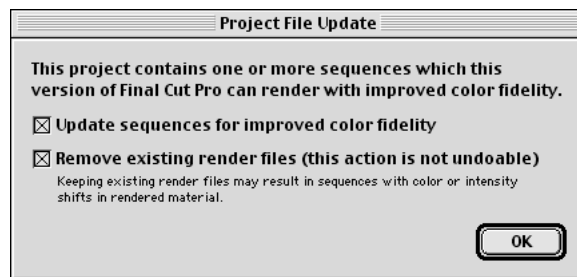 Project File Update
This project contains one or more sequences which this
version of Final Cut Pro can render with improved color fidelity.
Update sequences for improved color fidelity
Remove existing render files (this action is not undoable)
Keeping existing render files may result in sequences with color or intensity
shifts in rendered material.
OK